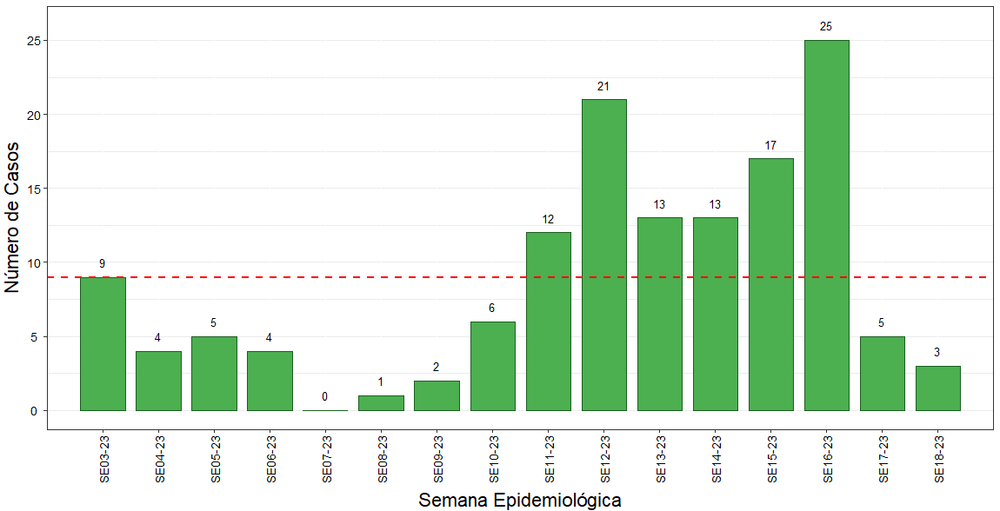 Número de Casos
25
20
15
10
5
0
9
4
5
4
0
1
2
6
12
21
13
13
17
25
5
3
SE03-23
SE04-23
SE05-23
SE06-23
SE07-23
SE08-23
SE09-23
SE10-23
SE11-23
SE12-23
SE13-23
SE14-23
SE15-23
SE16-23
SE17-23
SE18-23
Semana Epidemiológica